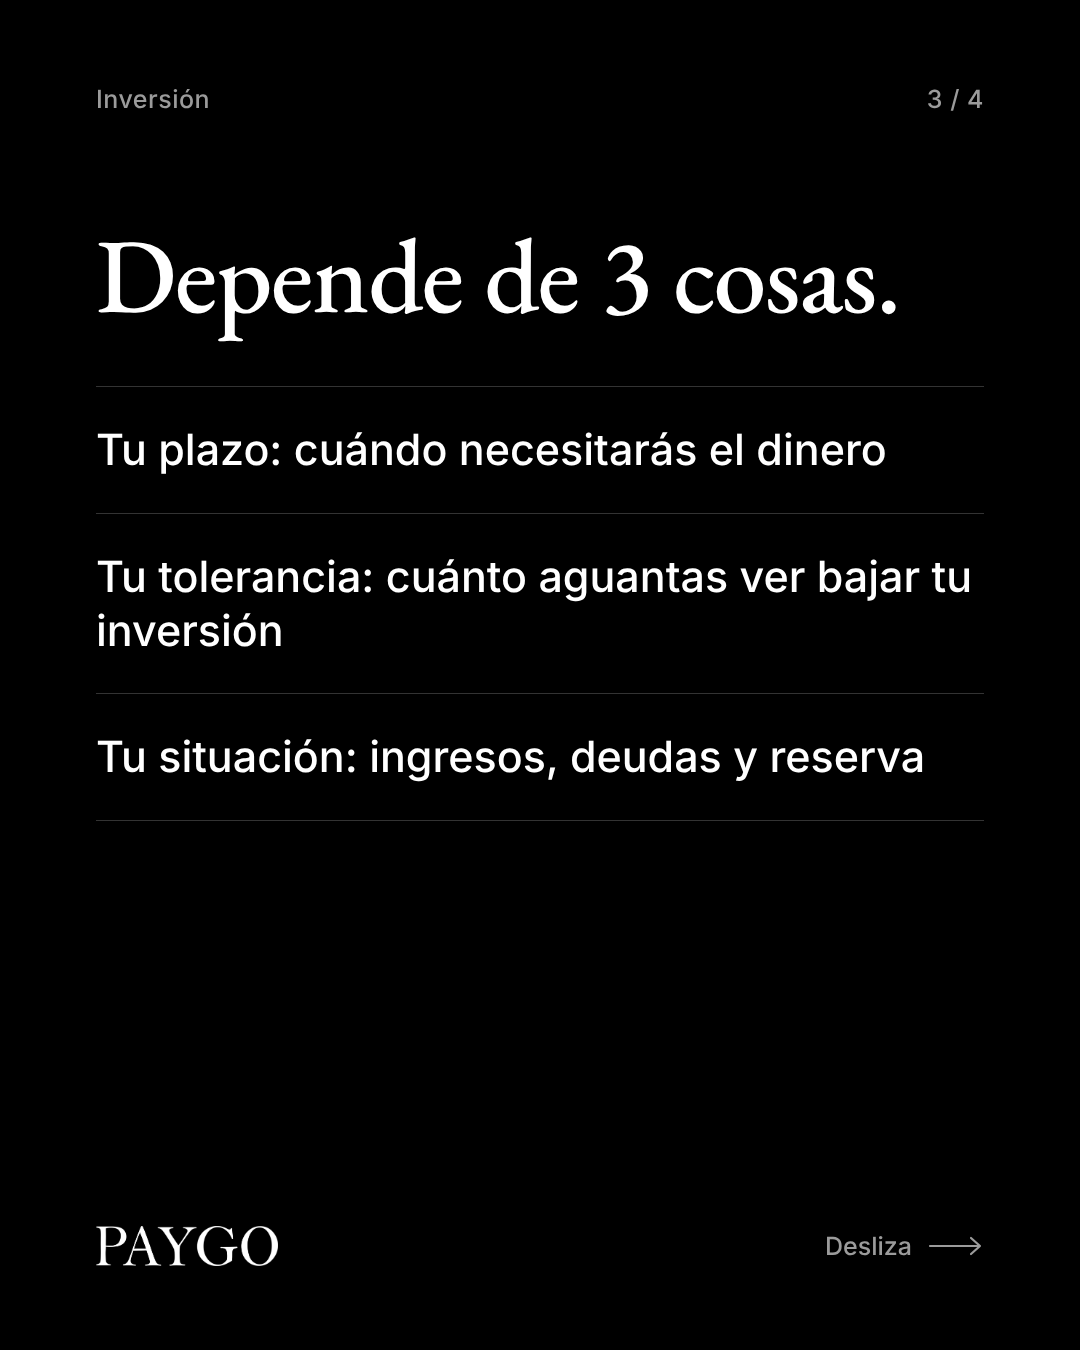 Inversión
3 / 4
Depende de 3 cosas.
Tu plazo: cuándo necesitarás el dinero
Tu tolerancia: cuánto aguantas ver bajar tu
inversión
Tu situación: ingresos, deudas y reserva
PAYGO
Desliza